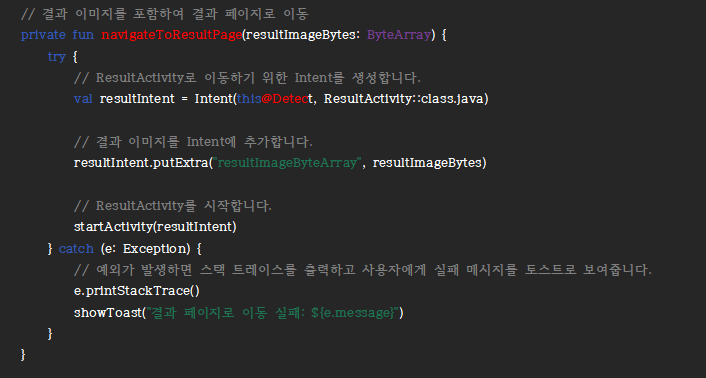 // 결과 이미지를 포함하여 결과 페이지로 이동
private fun navigateToResultPage(resultImageBytes: ByteArray) {
try {
// ResultActivity로 이동하기 위한 Intent를 생성합니다.
val resultIntent = Intent(this@Detect, ResultActivity::class.java)
// 결과 이미지를 Intent에 추가합니다.
resultIntent.putExtra("resultImageByteArray", resultImageBytes)
// ResultActivity를 시작합니다.
startActivity(resultIntent)
} catch (e: Exception) {
// 예외가 발생하면 스택 트레이스를 출력하고 사용자에게 실패 메시지를 토스트로 보여줍니다.
e.printStackTrace()
showToast("결과 페이지로 이동 실패: ${e.message}")
}
}